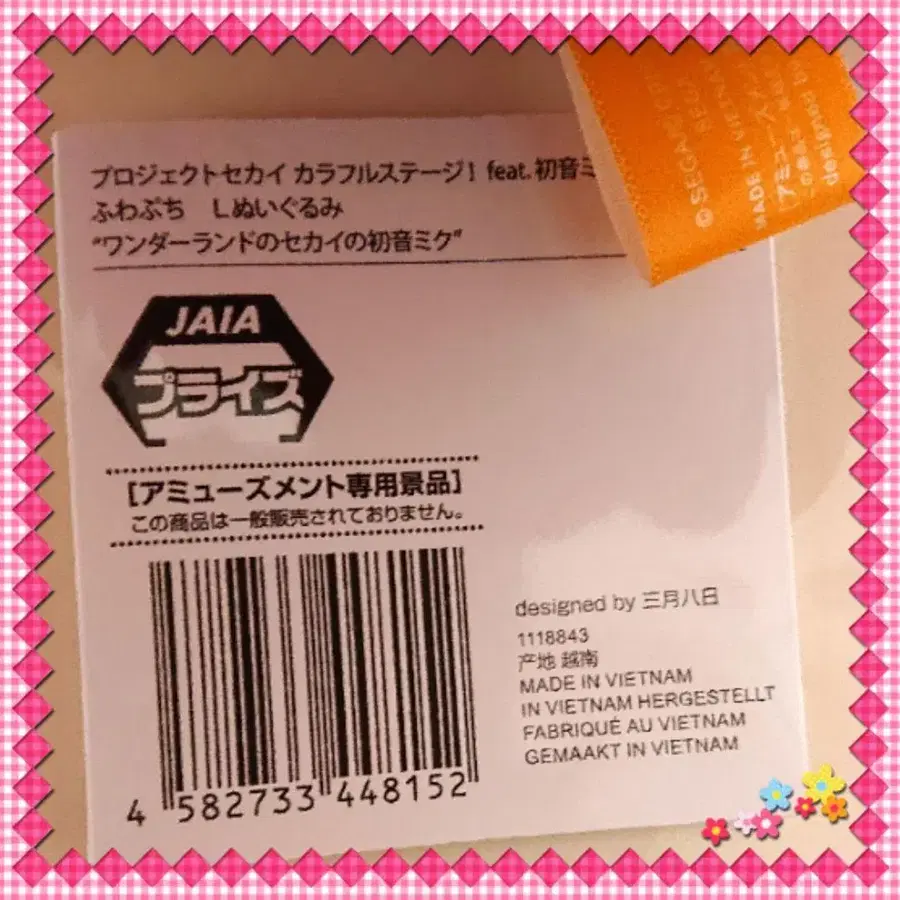 プロジェクトセカイ カラフルステージ！ feat. 初音ミ
ふわぷち Lぬいぐるみ
“ワンダーランドのセカイの初音ミク”
JAIA
プライズ
[アミューズメント専用景品]
この商品は一般販売されておりません。
4 582733 448152
designed by 三月八日
1118843
产地 越南
MADE IN VIETNAM
IN VIETNAM HERGESTELLT
FABRIQUÉ AU VIETNAM
GEMAAKT IN VIETNAM
© SEGA
MADE IN VIETNAM
designed b